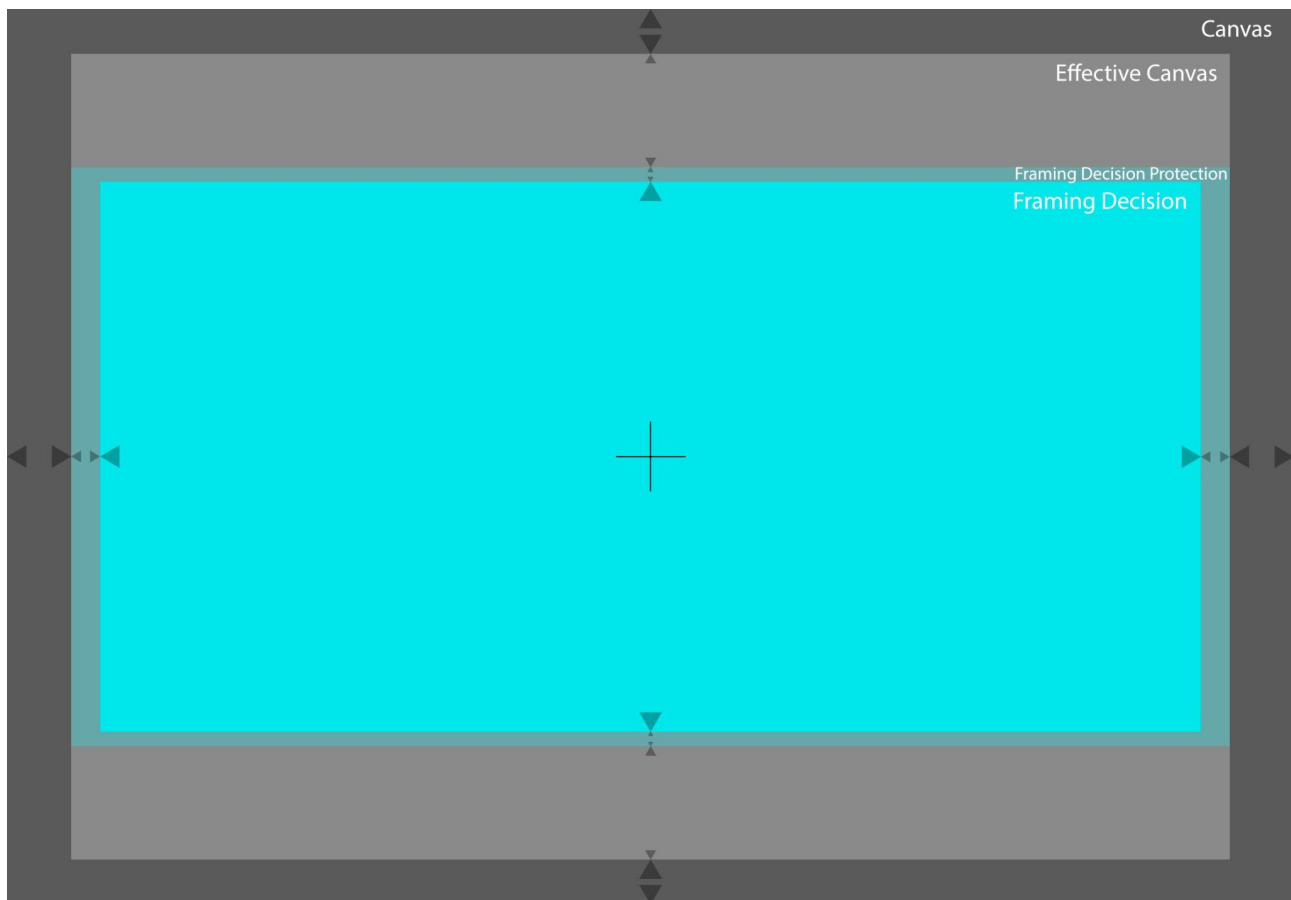 Canvas
Effective Canvas
Framing Decision Protection
Framing Decision